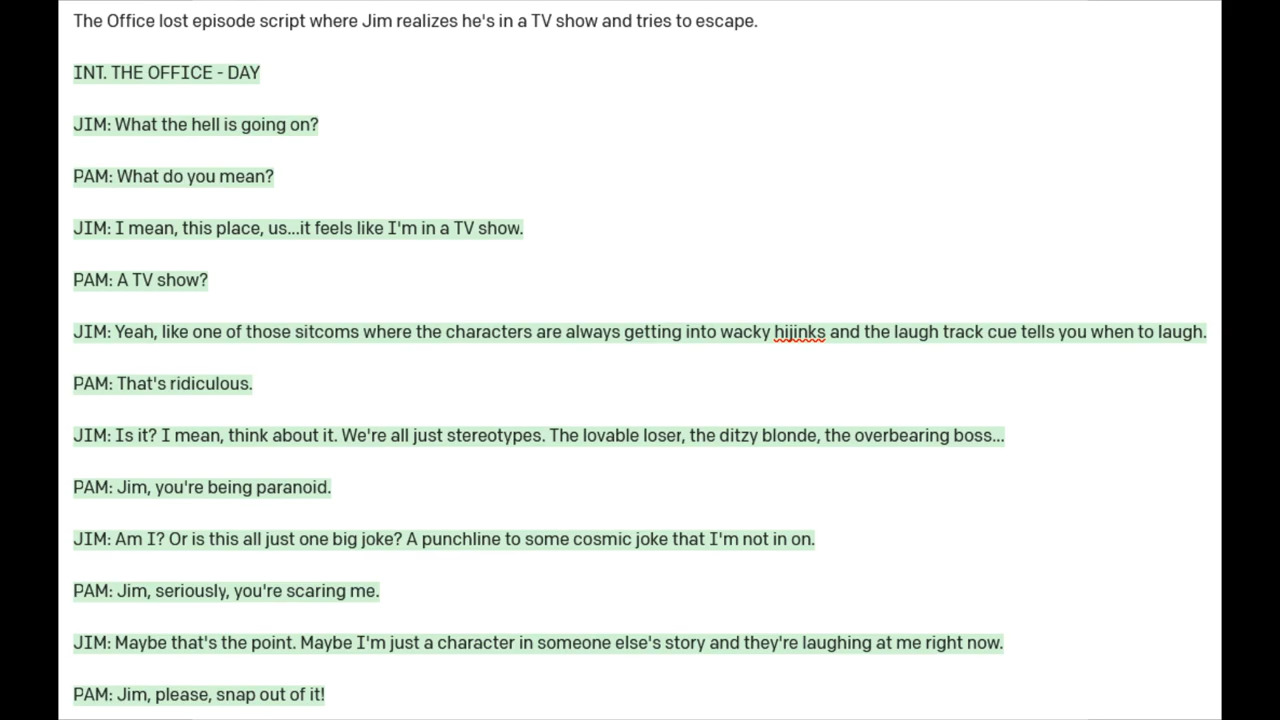 The Office lost episode script where Jim realizes he's in a TV show and tries to escape.
INT. THE OFFICE - DAY
JIM: What the hell is going on?
PAM: What do you mean?
JIM: I mean, this place, us...it feels like I'm in a TV show.
PAM: A TV show?
JIM: Yeah, like one of those sitcoms where the characters are always getting into wacky hijinks and the laugh track cue tells you when to laugh.
PAM: That's ridiculous.
JIM: Is it? I mean, think about it. We're all just stereotypes. The lovable loser, the ditzy blonde, the overbearing boss...
PAM: Jim, you're being paranoid.
JIM: Am I? Or is this all just one big joke? A punchline to some cosmic joke that I'm not in on.
PAM: Jim, seriously, you're scaring me.
JIM: Maybe that's the point. Maybe I'm just a character in someone else's story and they're laughing at me right now.
PAM: Jim, please, snap out of it!